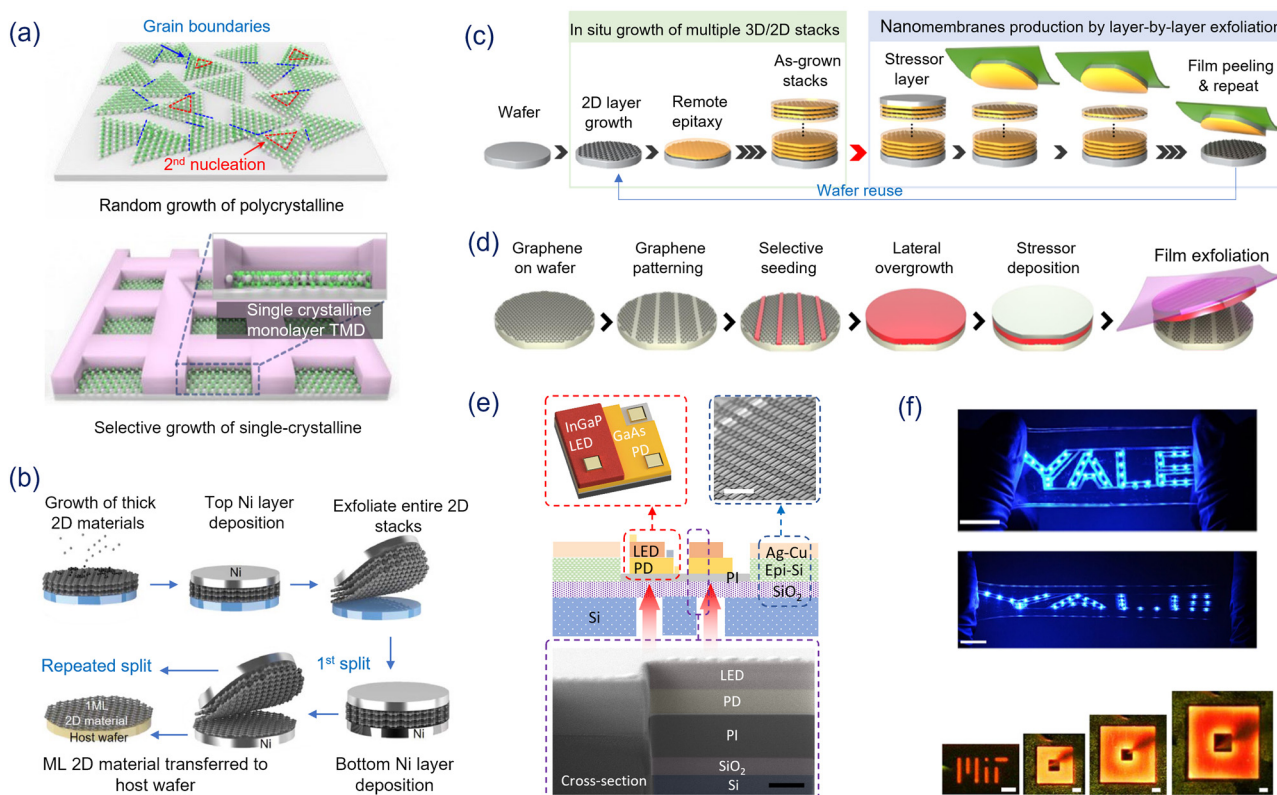 (a)
Grain boundaries
2nd nucleation
Random growth of polycrystalline
Single crystalline
monolayer TMD
Selective growth of single-crystalline
(b)
Growth of thick
2D materials
Top Ni layer
deposition
Exfoliate entire 2D
stacks
Ni
Repeated split
1st split
1ML
2D material
Host wafer
Ni
ML 2D material transferred to
host wafer
Bottom Ni layer
deposition
(c)
In situ growth of multiple 3D/2D stacks
Nanomembranes production by layer-by-layer exfoliation
Wafer
2D layer
growth
Remote
epitaxy
As-grown
stacks
Stressor
layer
Film peeling
& repeat
Wafer reuse
(d)
Graphene
on wafer
Graphene
patterning
Selective
seeding
Lateral
overgrowth
Stressor
deposition
Film exfoliation
(e)
InGaP
LED
GaAs
PD
LED
PD
PI
Ag-Cu
Epi-Si
SiO2
Si
LED
PD
PI
SiO2
Si
Cross-section
(f)
YALE
YALE
MIT